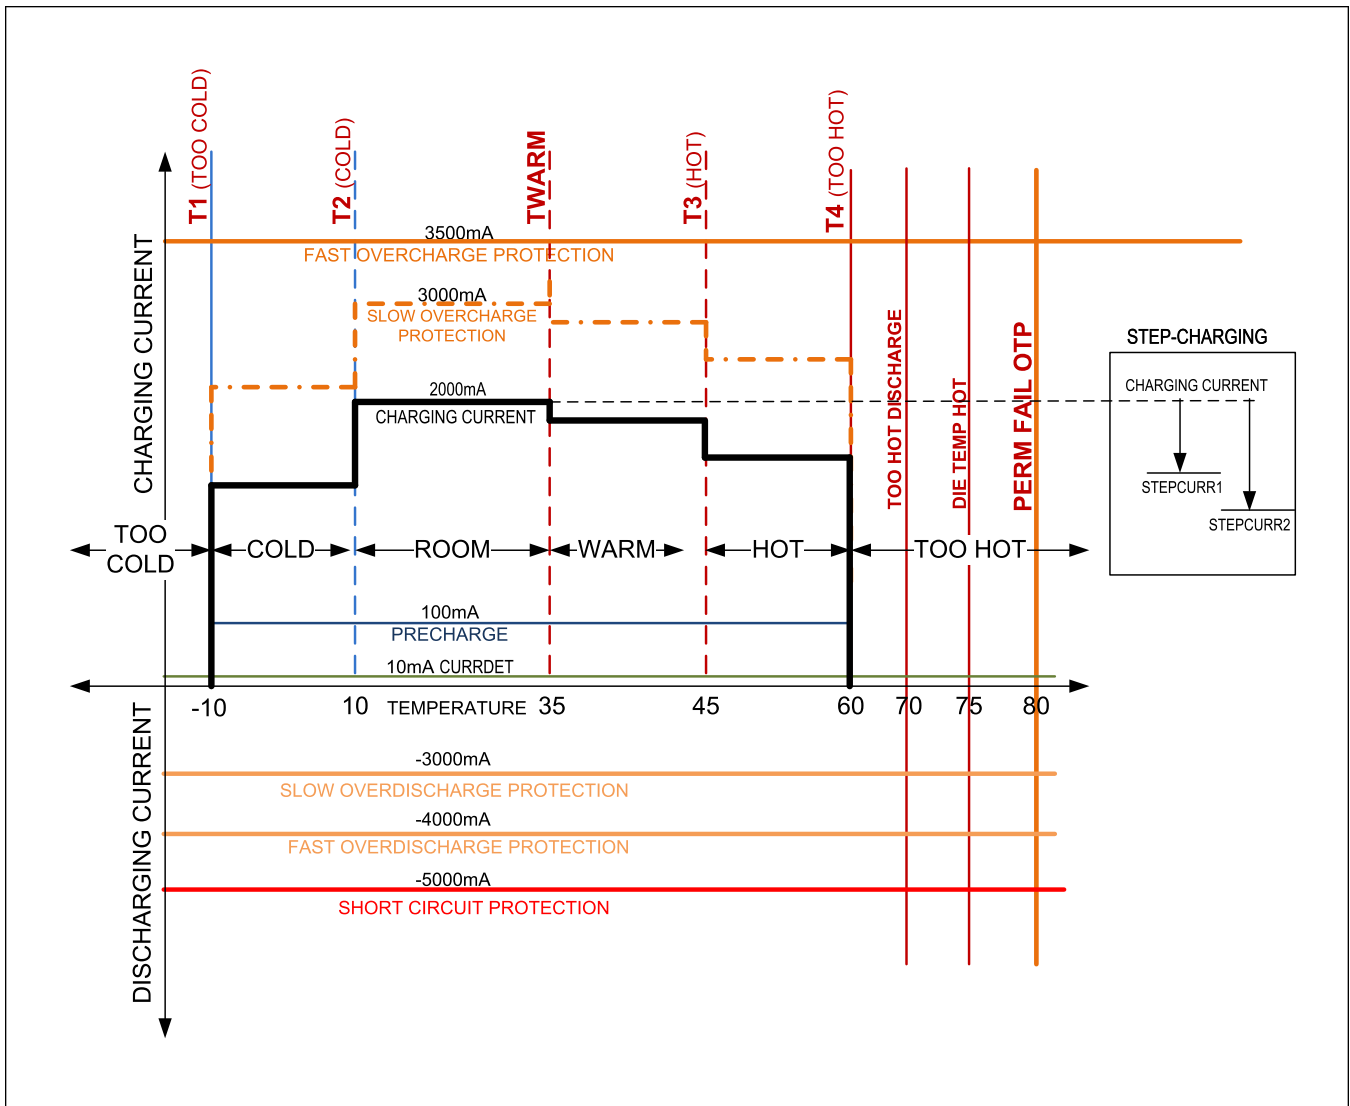 T1 (TOO COLD)
T2 (COLD)
TWARM
T3 (HOT)
T4 (TOO HOT)
CHARGING CURRENT
3500mA
FAST OVERCHARGE PROTECTION
3000mA
SLOW OVERCHARGE
PROTECTION
2000mA
CHARGING CURRENT
TOO HOT DISCHARGE
DIE TEMP HOT
PERM FAIL OTP
STEP-CHARGING
CHARGING CURRENT
STEPCURR1
STEPCURR2
TOO
COLD
COLD
ROOM
WARM
HOT
TOO HOT
100mA
PRECHARGE
10mA CURRDET
-10
10
TEMPERATURE
35
45
60
70
75
80
DISCHARGING CURRENT
-3000mA
SLOW OVERDISCHARGE PROTECTION
-4000mA
FAST OVERDISCHARGE PROTECTION
-5000mA
SHORT CIRCUIT PROTECTION